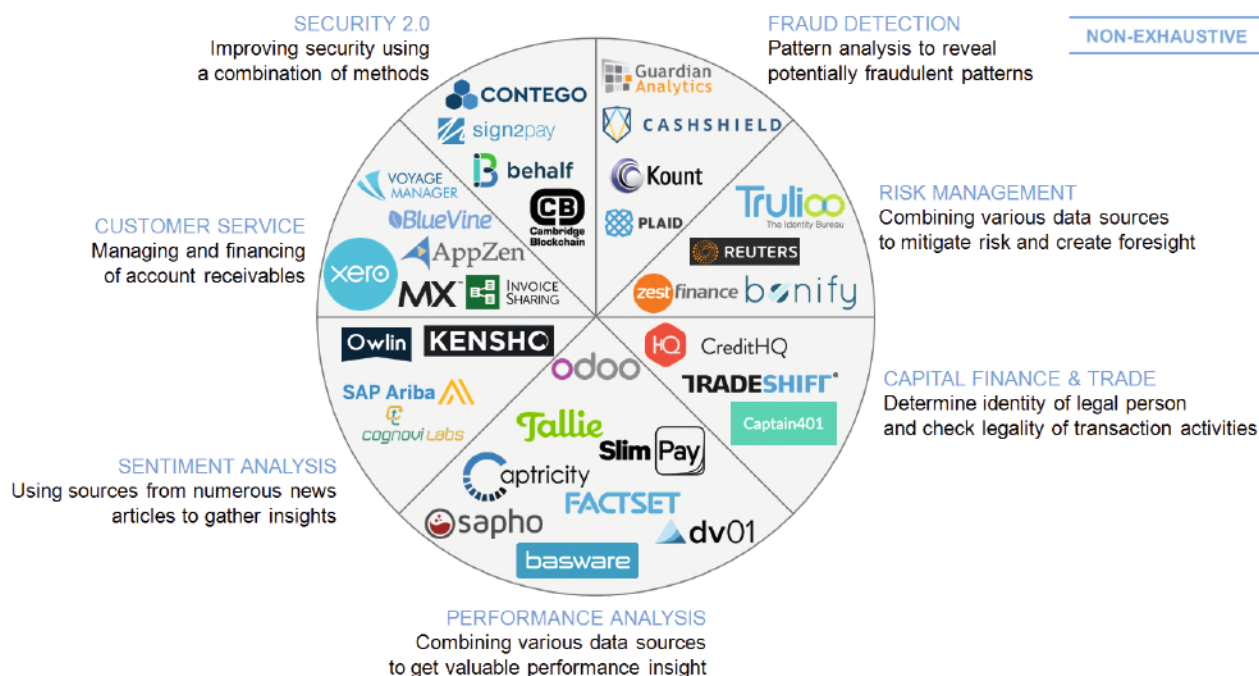 SECURITY 2.0
Improving security using
a combination of methods
FRAUD DETECTION
Pattern analysis to reveal
potentially fraudulent patterns
NON-EXHAUSTIVE
CONTEGO
sign2pay
behalf
CB
Cambridge
Blockchain
Guardian
Analytics
CASHSHIELD
Kount
PLAID
CUSTOMER SERVICE
Managing and financing
of account receivables
VOYAGE
MANAGER
BLUEVINE
AppZen
xero
MX™
INVOICE
SHARING
Trulioo
The Identity Bureau
REUTERS
zestfinance
bonify
RISK MANAGEMENT
Combining various data sources
to mitigate risk and create foresight
Owlin
KENSHO
SAP Ariba
cognovi LABS
HQ
CreditHQ
TRADESHIFT®
Captain401
CAPITAL FINANCE & TRADE
Determine identity of legal person
and check legality of transaction activities
SENTIMENT ANALYSIS
Using sources from numerous news
articles to gather insights
odoo
Tallie
Slim Pay
Captricity
FACTSET
sapho
dv01
basware
PERFORMANCE ANALYSIS
Combining various data sources
to get valuable performance insight